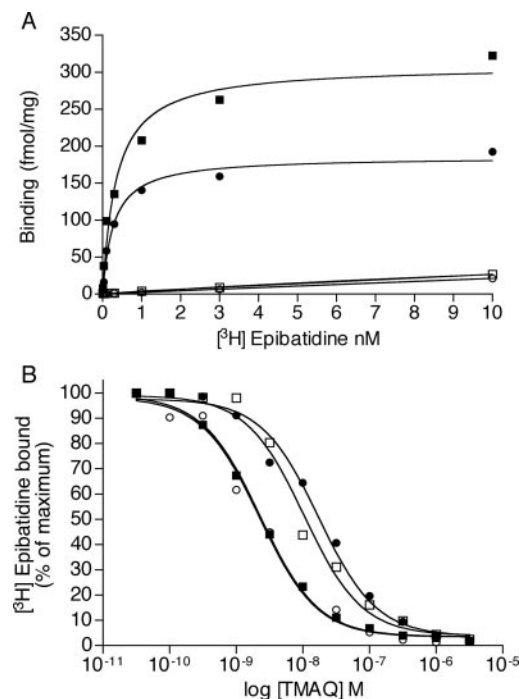 A
350
300
250
200
150
100
50
0
Binding (fmol/mg)
0 1 2 3 4 5 6 7 8 9 10
[³H] Epibatidine nM
B
100
90
80
70
60
50
40
30
20
10
0
[³H] Epibatidine bound
(% of maximum)
10⁻¹¹ 10⁻¹⁰ 10⁻⁹ 10⁻⁸ 10⁻⁷ 10⁻⁶ 10⁻⁵
log [TMAQ] M